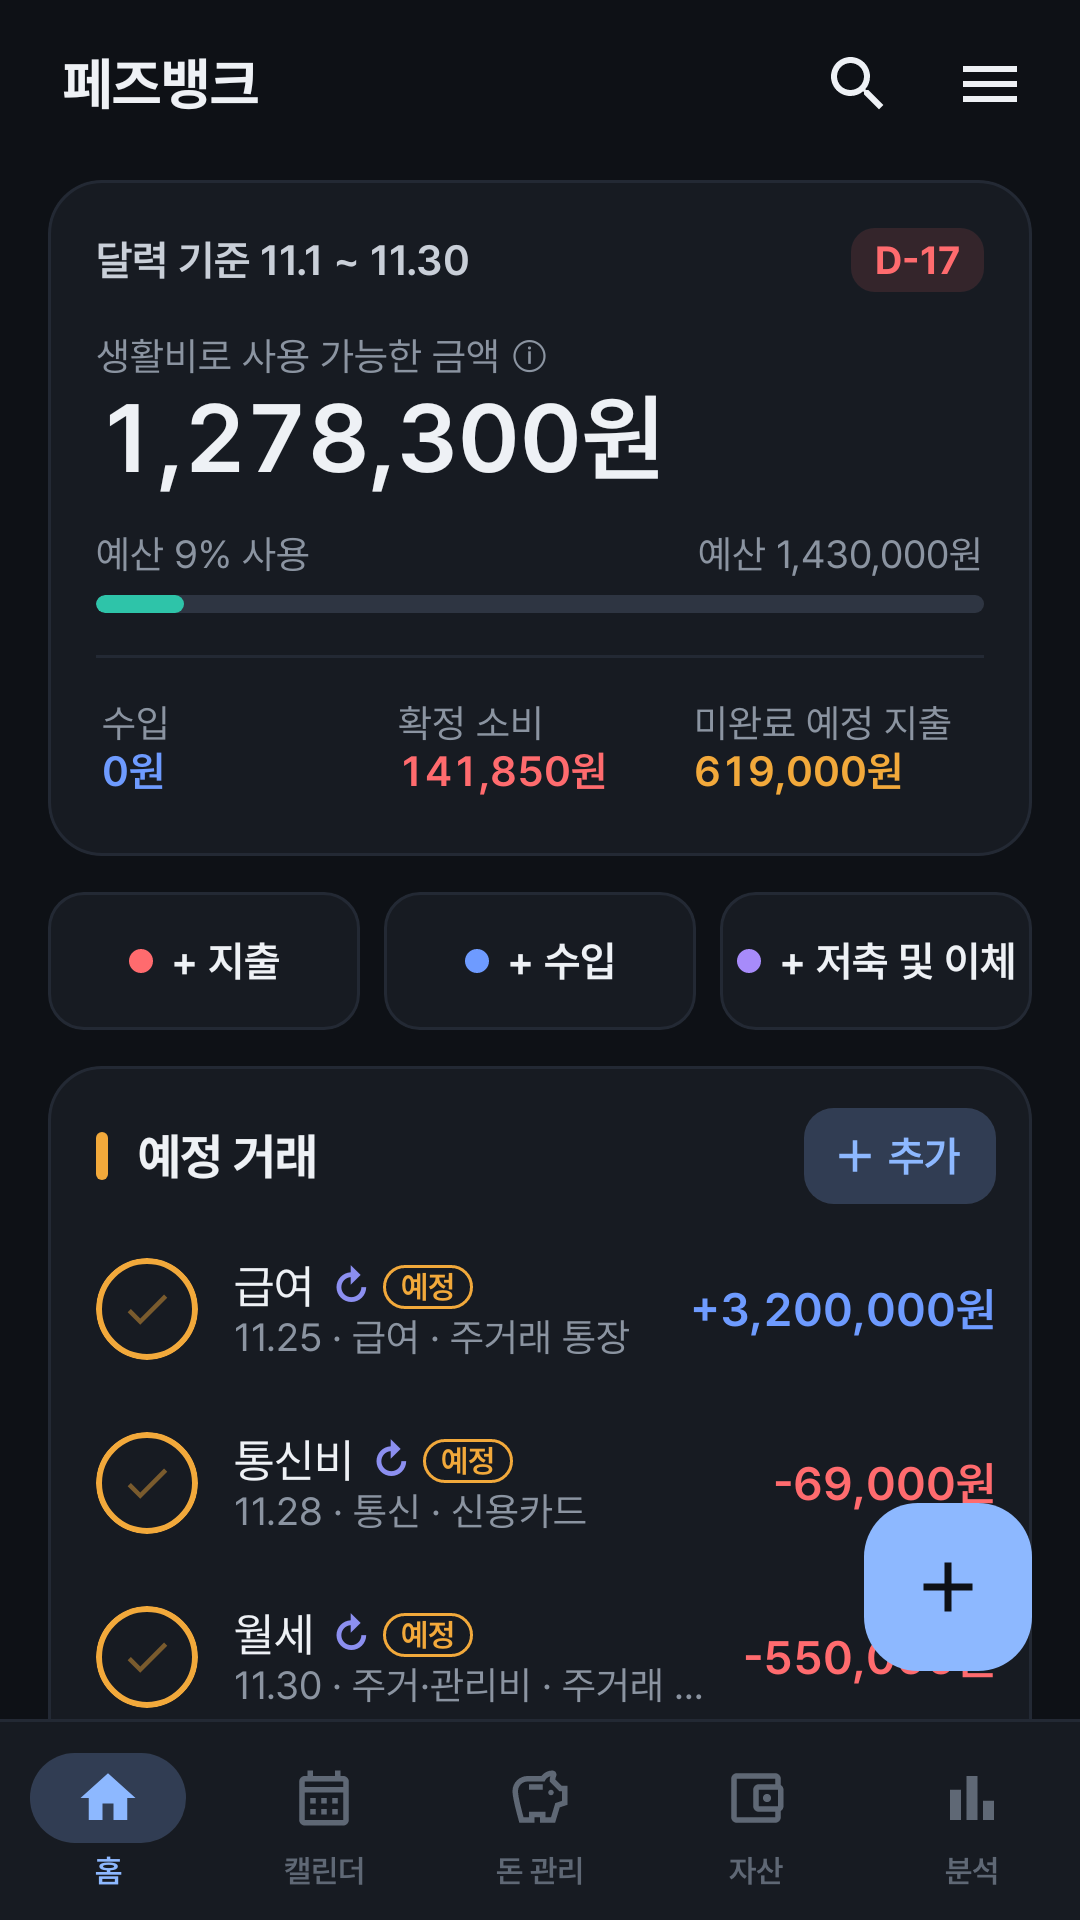 페즈뱅크
달력 기준 11.1 ~ 11.30
D-17
생활비로 사용 가능한 금액 ⓘ
1,278,300원
예산 9% 사용
예산 1,430,000원
수입
확정 소비
미완료 예정 지출
0원
141,850원
619,000원
+ 지출
+ 수입
+ 저축 및 이체
예정 거래
+ 추가
급여 예정
+3,200,000원
11.25 · 급여 · 주거래 통장
통신비 예정
-69,000원
11.28 · 통신 · 신용카드
월세 예정
11.30 · 주거·관리비 · 주거래 ...
홈
캘린더
돈 관리
자산
분석